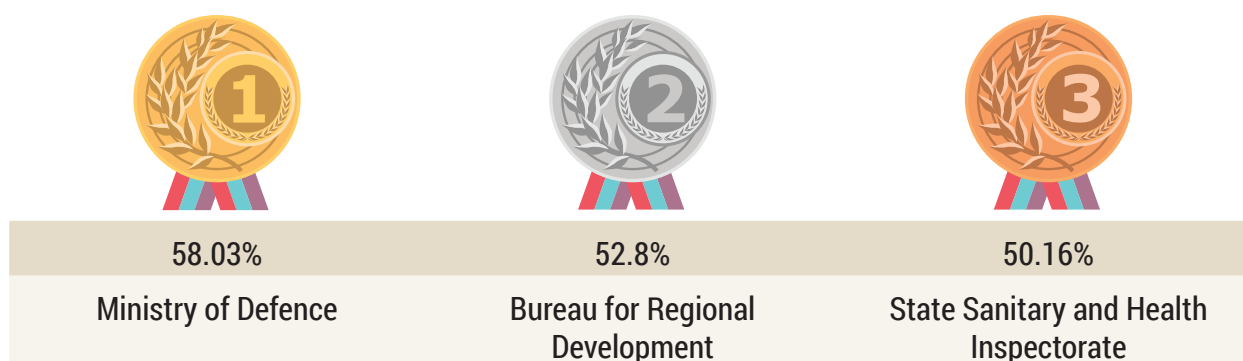 1
2
3
58.03%
52.8%
50.16%
Ministry of Defence
Bureau for Regional
Development
State Sanitary and Health
Inspectorate